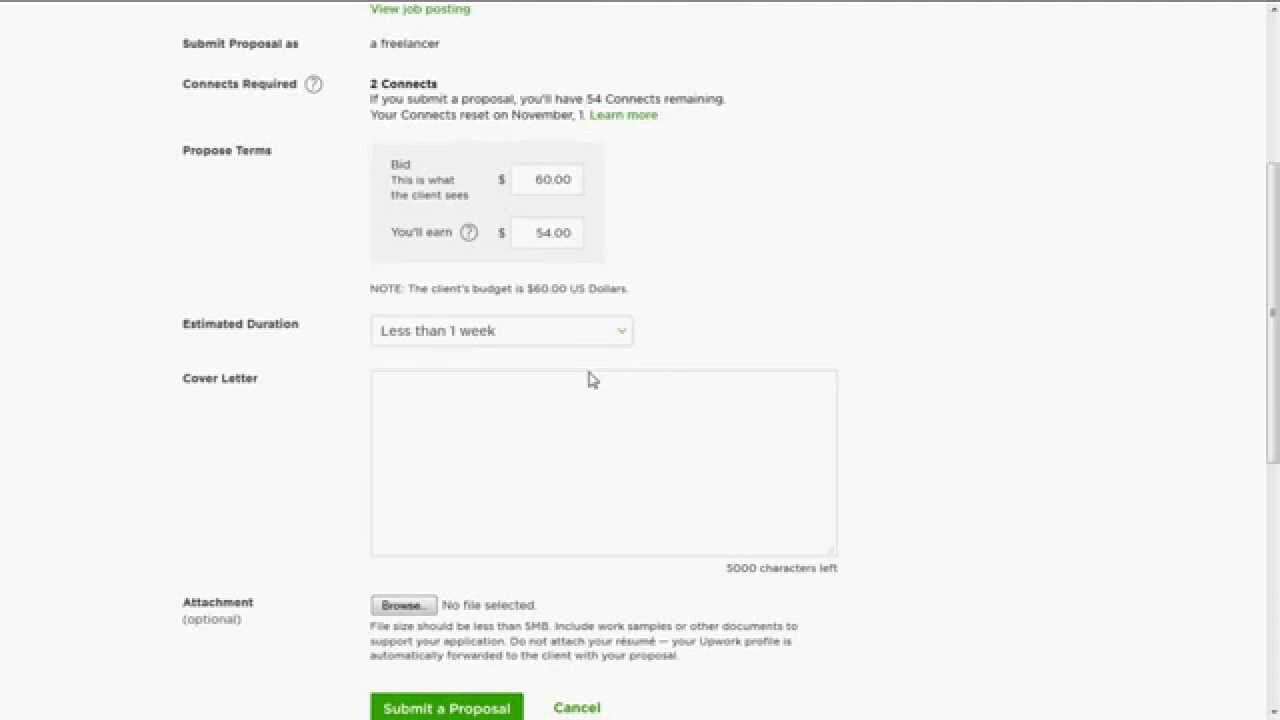 View job posting
Submit Proposal as a freelancer
Connects Required ? 2 Connects
If you submit a proposal, you'll have 54 Connects remaining.
Your Connects reset on November, 1. Learn more
Propose Terms
Bid
This is what
the client sees
$ 60.00
You'll earn ? $ 54.00
NOTE: The client's budget is $60.00 US Dollars.
Estimated Duration Less than 1 week
Cover Letter
5000 characters left
Attachment
(optional)
Browse... No file selected.
File size should be less than 5MB. Include work samples or other documents to
support your application. Do not attach your résumé — your Upwork profile is
automatically forwarded to the client with your proposal.
Submit a Proposal Cancel